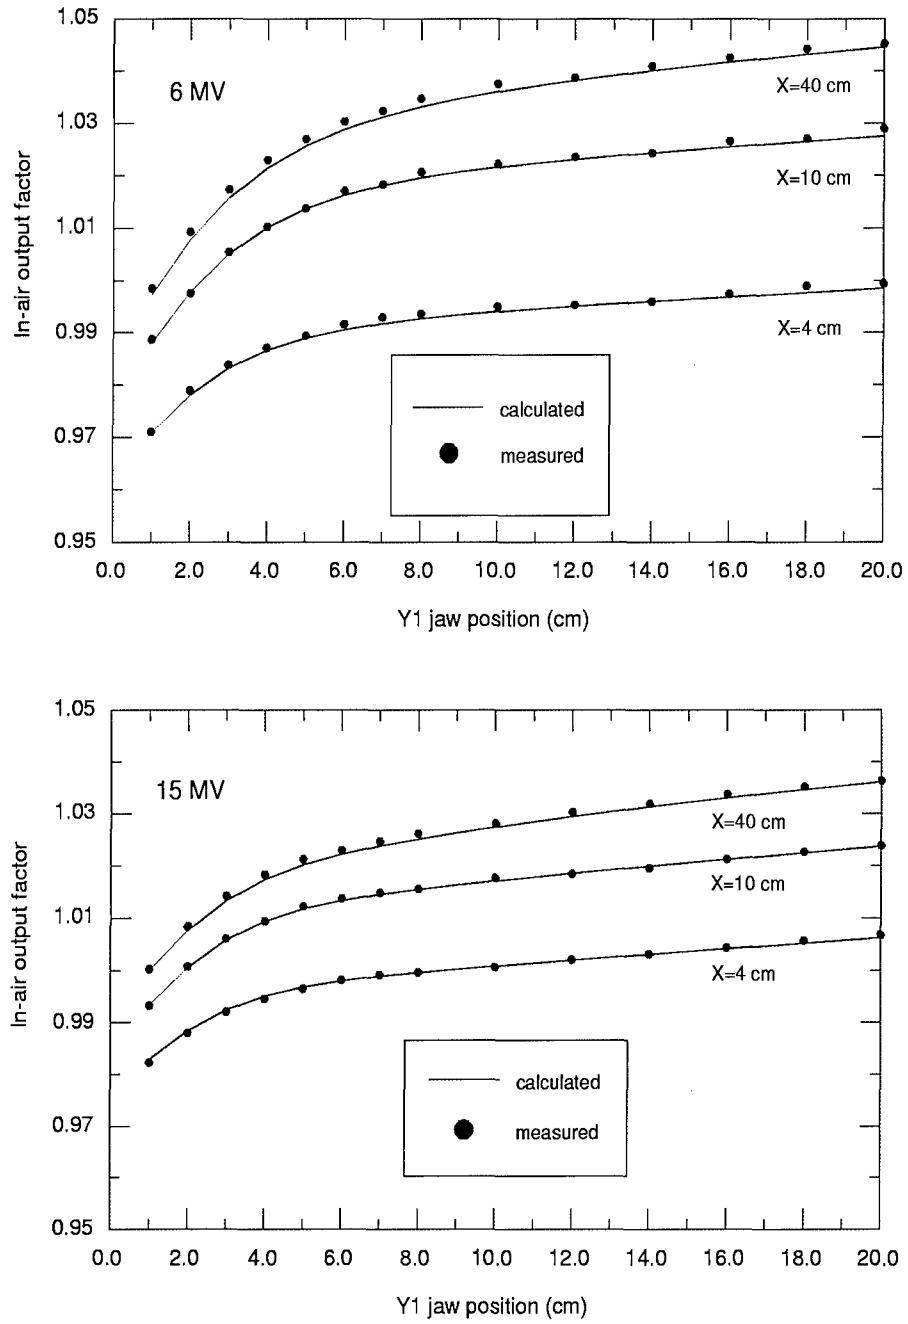 1.05
1.03
1.01
0.99
0.97
0.95
In-air output factor
6 MV
X=40 cm
X=10 cm
X=4 cm
calculated
measured
0.0 2.0 4.0 6.0 8.0 10.0 12.0 14.0 16.0 18.0 20.0
Y1 jaw position (cm)
1.05
1.03
1.01
0.99
0.97
0.95
In-air output factor
15 MV
X=40 cm
X=10 cm
X=4 cm
calculated
measured
0.0 2.0 4.0 6.0 8.0 10.0 12.0 14.0 16.0 18.0 20.0
Y1 jaw position (cm)